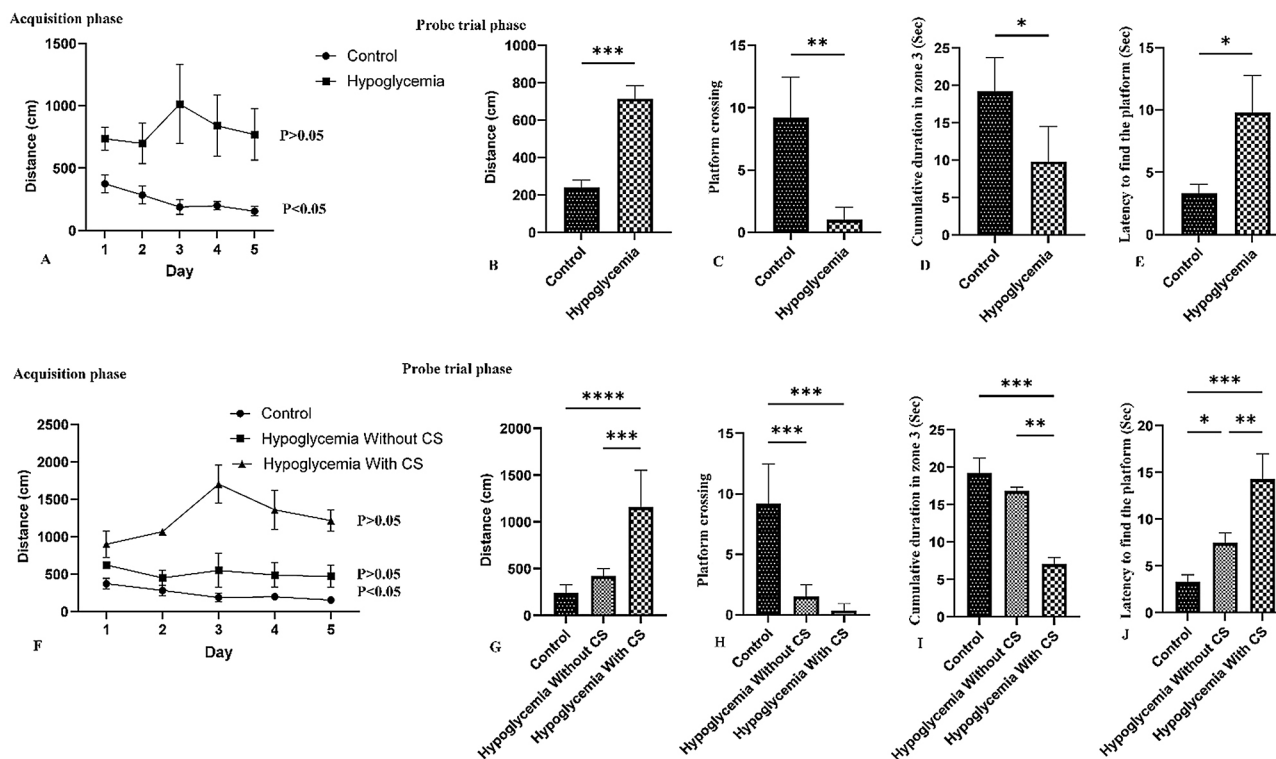 Acquisition phase
1500
1000
500
0
Distance (cm)
1 2 3 4 5
Day
Control
Hypoglycemia
P>0.05
P<0.05
A
Probe trial phase
1000
800
600
400
200
0
Distance (cm)
***
Control
Hypoglycemia
B
15
10
5
0
Platform crossing
**
Control
Hypoglycemia
C
25
20
15
10
5
0
Cumulative duration in zone 3 (Sec)
*
Control
Hypoglycemia
D
15
10
5
0
Latency to find the platform (Sec)
*
Control
Hypoglycemia
E
Acquisition phase
Control
Hypoglycemia Without CS
Hypoglycemia With CS
2500
2000
1500
1000
500
0
Distance (cm)
P>0.05
P>0.05
P<0.05
1 2 3 4 5
Day
F
Probe trial phase
2000
1500
1000
500
0
Distance (cm)
****
***
Control
Hypoglycemia Without CS
Hypoglycemia With CS
G
15
10
5
0
Platform crossing
***
***
Control
Hypoglycemia Without CS
Hypoglycemia With CS
H
25
20
15
10
5
0
Cumulative duration in zone 3 (Sec)
***
**
Control
Hypoglycemia Without CS
Hypoglycemia With CS
I
20
15
10
5
0
Latency to find the platform (Sec)
***
* **
Control
Hypoglycemia Without CS
Hypoglycemia With CS
J